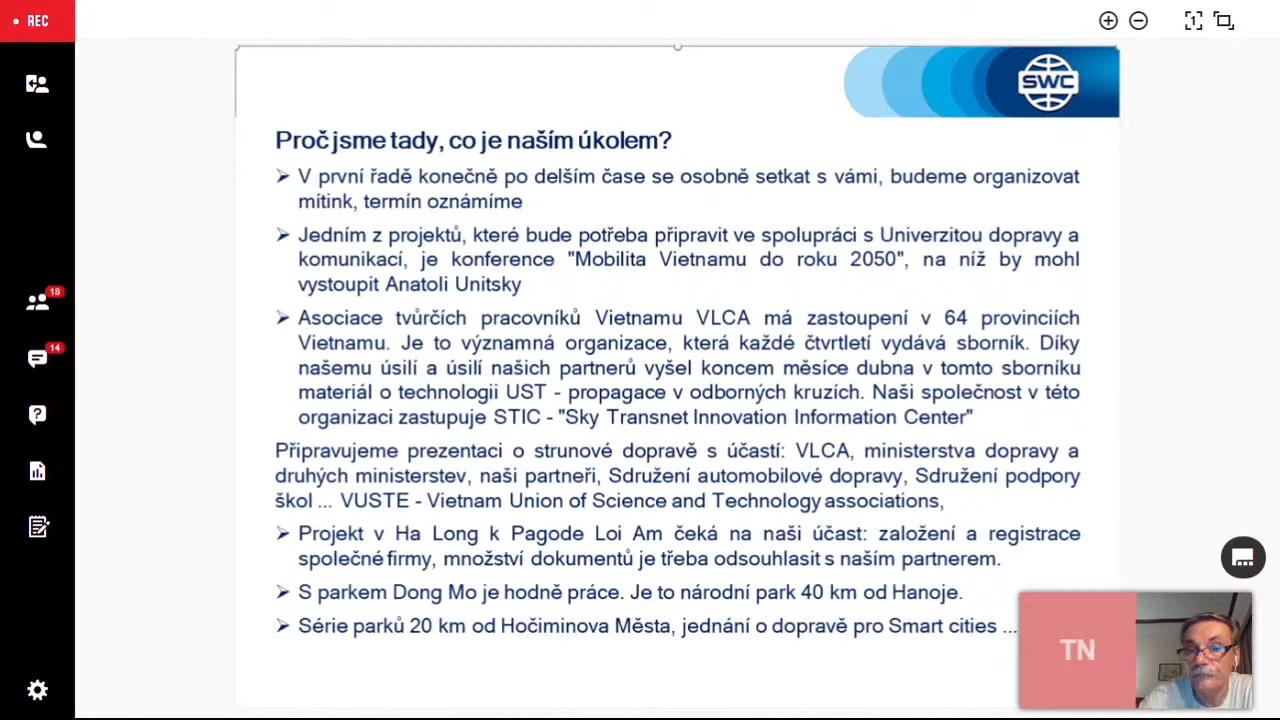 REC
SWC
Proč jsme tady, co je naším úkolem?
V první řadě konečně po delším čase se osobně setkat s vámi, budeme organizovat
mítink, termín oznámíme
Jedním z projektů, které bude potřeba připravit ve spolupráci s Univerzitou dopravy a
komunikací, je konference "Mobilita Vietnamu do roku 2050", na níž by mohl
vystoupit Anatoli Unitsky
Asociace tvůrčích pracovníků Vietnamu VLCA má zastoupení v 64 provinciích
Vietnamu. Je to významná organizace, která každé čtvrtletí vydává sborník. Díky
našemu úsilí a úsilí našich partnerů vyšel koncem měsíce dubna v tomto sborníku
materiál o technologii UST - propagace v odborných kruzích. Naši společnost v této
organizaci zastupuje STIC - "Sky Transnet Innovation Information Center"
Připravujeme prezentaci o strunové dopravě s účastí: VLCA, ministerstva dopravy a
druhých ministerstev, naši partneři, Sdružení automobilové dopravy, Sdružení podpory
škol ... VUSTE - Vietnam Union of Science and Technology associations,
Projekt v Ha Long k Pagode Loi Am čeká na naši účast: založení a registrace
společné firmy, množství dokumentů je třeba odsouhlasit s naším partnerem.
S parkem Dong Mo je hodně práce. Je to národní park 40 km od Hanoje.
Série parků 20 km od Hočiminova Města, jednání o dopravě pro Smart cities ...
18
14
TN
1